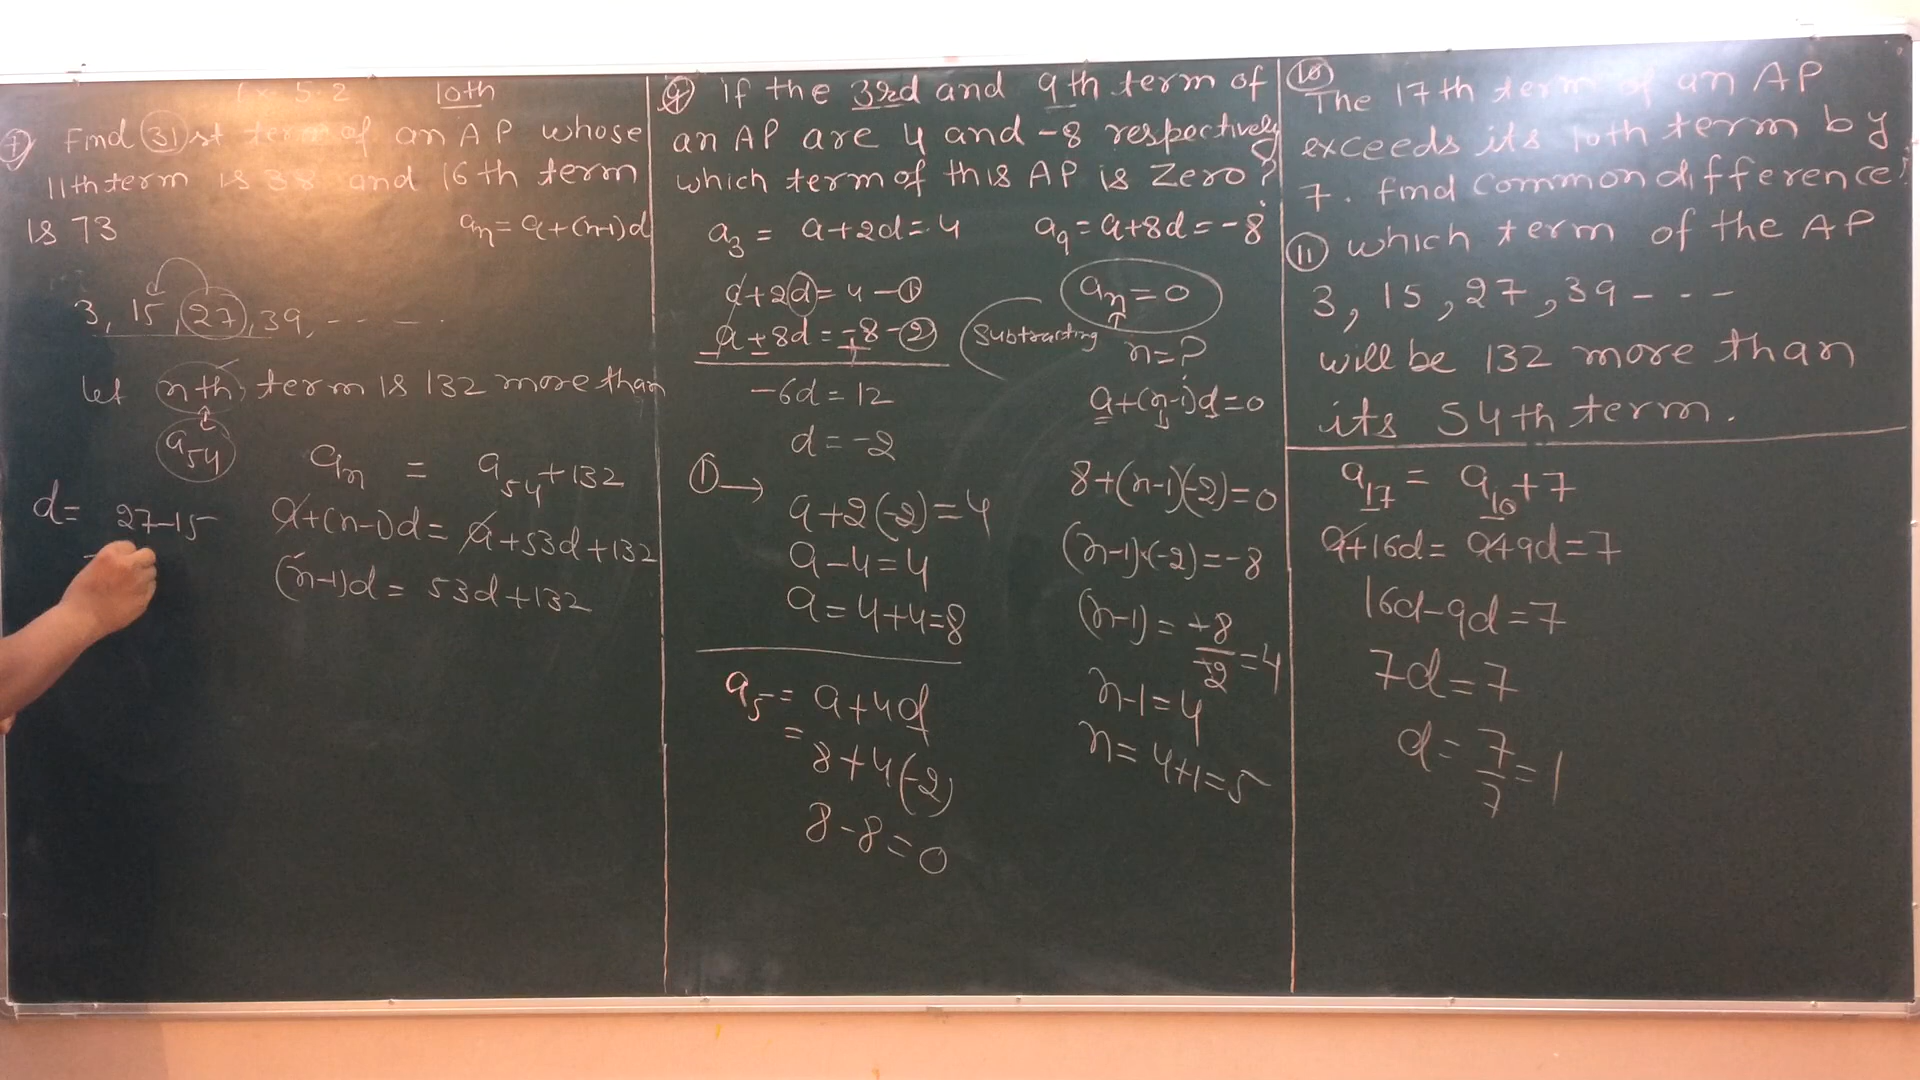 Ex 5.2 10th
7 Find 31st term of an A P whose
11th term is 38 and 16th term
is 73 aₙ = a+(n-1)d
3, 15, 27, 39, - - - -
let nth term is 132 more than
a₅₄
aₙ = a₅₄+132
d= 27-15
a+(n-1)d = a+53d+132
(n-1)d = 53d+132
9 If the 3rd and 9th term of
an AP are 4 and -8 respectively
which term of this AP is Zero?
a₃ = a+2d=4 a₉ = a+8d = -8
a+2d = 4 - ①
a+8d = -8 - ②
Subtracting
-6d = 12
d = -2
① →
a+2(-2)=4
a-4=4
a=4+4=8
a₅ = a+4d
= 8+4(-2)
8-8=0
aₙ=0
n=?
a+(n-1)d=0
8+(n-1)(-2)=0
(n-1)(-2)=-8
(n-1) = +8/+2 = 4
n-1=4
n=4+1=5
10 The 17th term of an AP
exceeds its 10th term by
7. find Common difference.
11 which term of the AP
3, 15, 27, 39 - - -
will be 132 more than
its 54th term.
a₁₇ = a₁₀+7
a+16d = a+9d=7
16d-9d=7
7d=7
d = 7/7 = 1